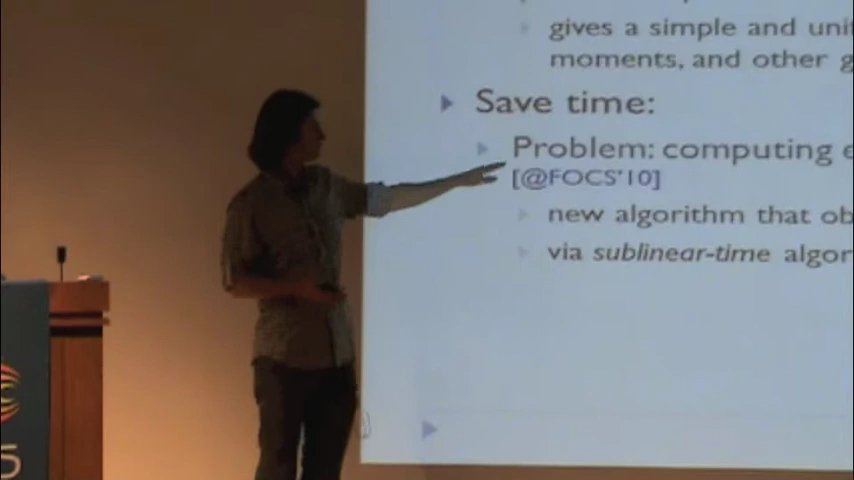 gives a simple and uni
moments, and other g
Save time:
Problem: computing e
[@FOCS'10]
new algorithm that ob
via sublinear-time algor